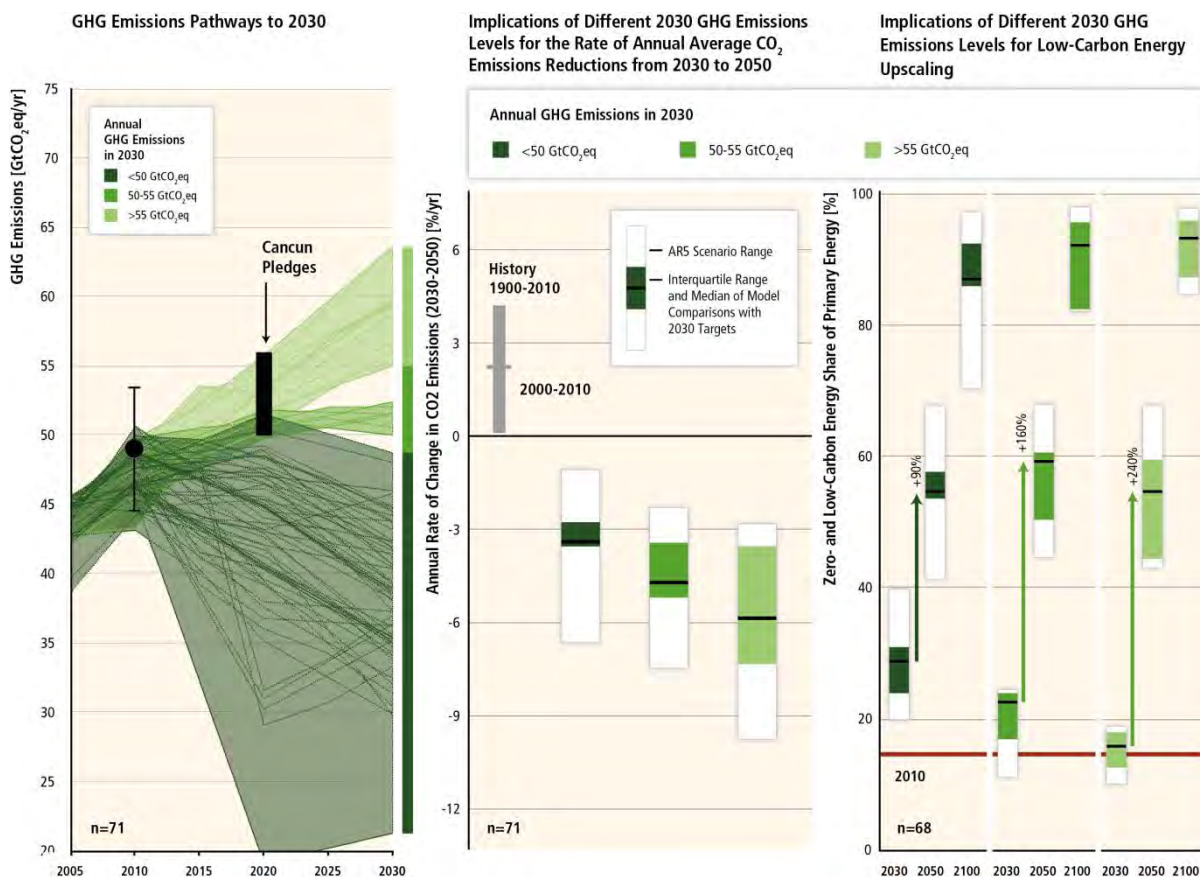 GHG Emissions Pathways to 2030
GHG Emissions [GtCO2eq/yr]
75
70
65
60
55
50
45
40
35
30
25
20
Annual
GHG Emissions
in 2030
<50 GtCO2eq
50-55 GtCO2eq
>55 GtCO2eq
Cancun
Pledges
n=71
2005
2010
2020
2030
Implications of Different 2030 GHG Emissions
Levels for the Rate of Annual Average CO2
Emissions Reductions from 2030 to 2050
Implications of Different 2030 GHG
Emissions Levels for Low-Carbon Energy
Upscaling
Annual GHG Emissions in 2030
<50 GtCO2eq
50-55 GtCO2eq
>55 GtCO2eq
Annual Rate of Change in CO2 Emissions (2030-2050) [%/yr]
6
3
0
-3
-6
-9
-12
History
1900-2010
2000-2010
AR5 Scenario Range
Interquartile Range
and Median of Model
Comparisons with
2030 Targets
n=71
Zero- and Low-Carbon Energy Share of Primary Energy [%]
100
80
60
40
20
0
+90%
+160%
+240%
2010
n=68
2030 2050 2100 2030 2050 2100 2030 2050 2100